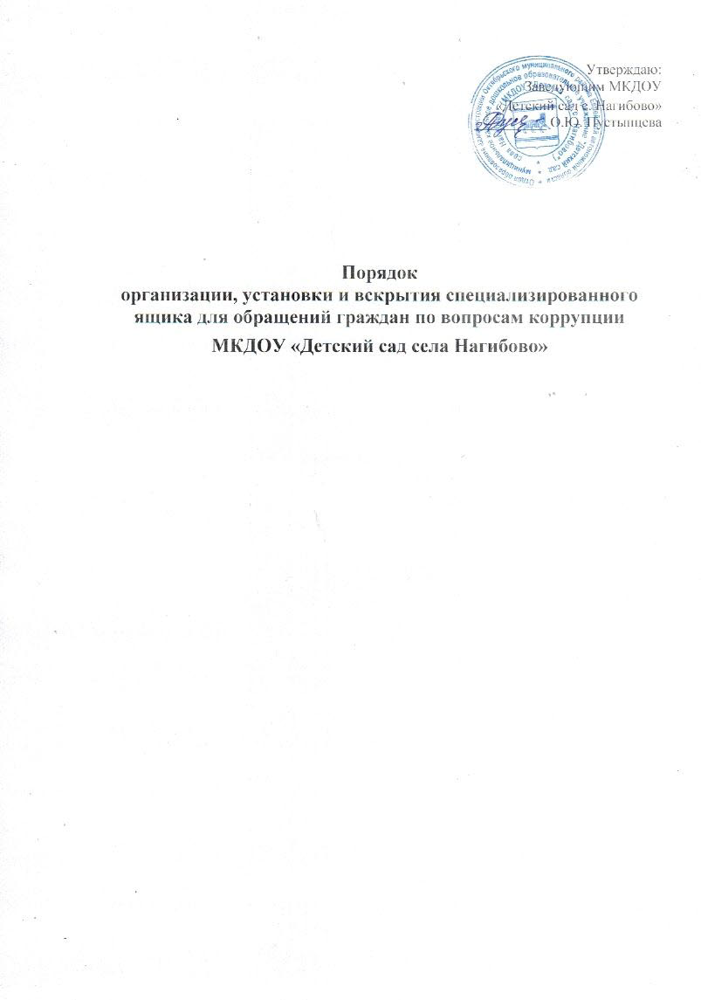 Утверждаю:
Заведующим МКДОУ
«Детский сад с. Нагибово»
О.Ю. Пустынцева
Порядок
организации, установки и вскрытия специализированного
ящика для обращений граждан по вопросам коррупции
МКДОУ «Детский сад села Нагибово»